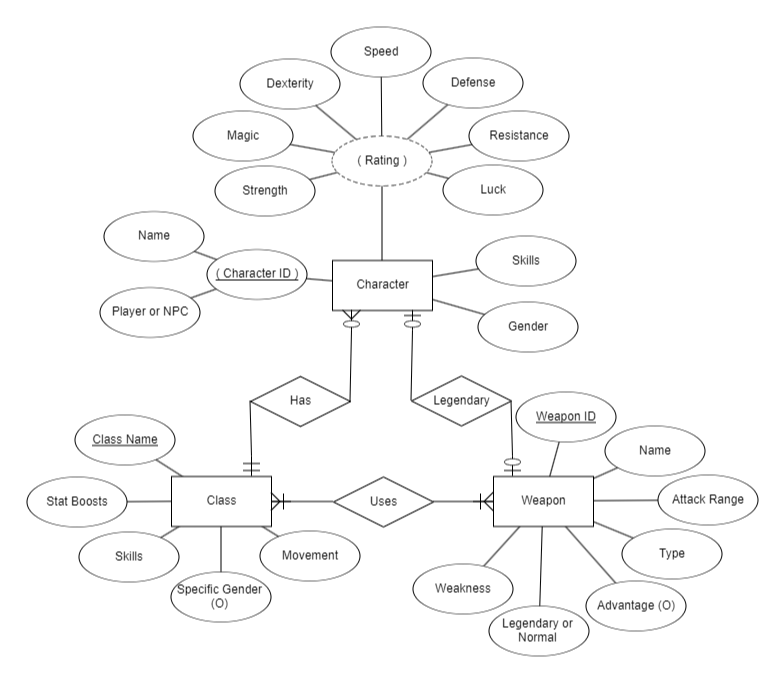 Speed
Dexterity
Defense
Magic
Resistance
( Rating )
Strength
Luck
Name
Skills
( Character ID )
Character
Player or NPC
Gender
Has
Legendary
Weapon ID
Class Name
Name
Stat Boosts
Class
Uses
Weapon
Attack Range
Skills
Movement
Type
Specific Gender
(O)
Weakness
Advantage (O)
Legendary or
Normal